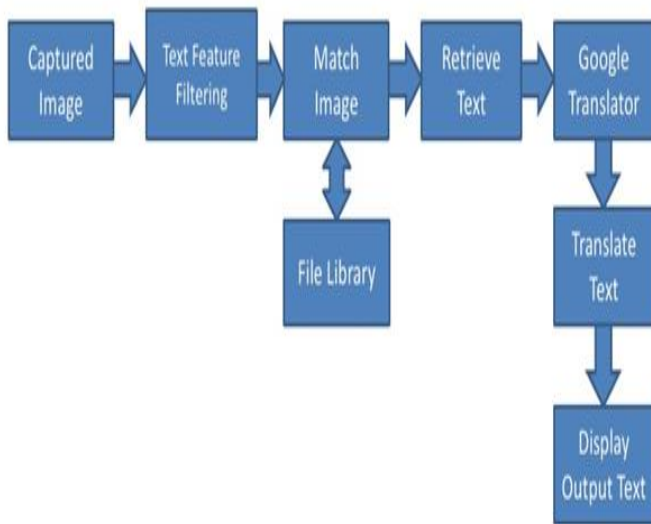 Captured
Image
Text Feature
Filtering
Match
Image
Retrieve
Text
Google
Translator
File Library
Translate
Text
Display
Output Text